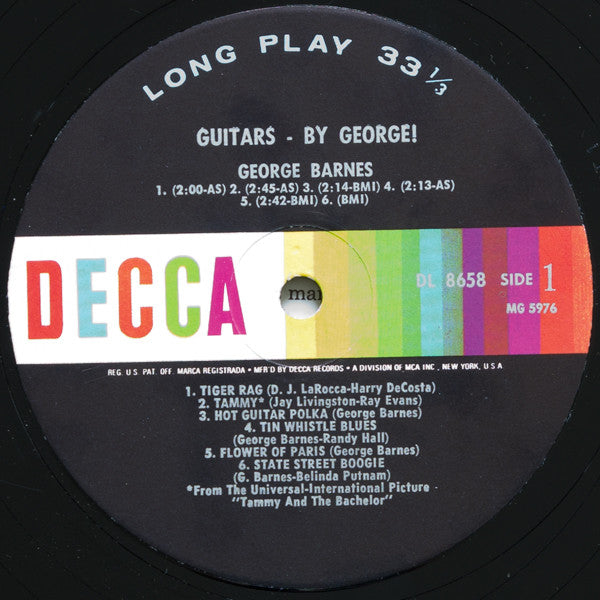 LONG PLAY 33 1/3
GUITARS - BY GEORGE!
GEORGE BARNES
1. (2:00-AS) 2. (2:45-AS) 3. (2:14-BMI) 4. (2:13-AS)
5. (2:42-BMI) 6. (BMI)
DECCA
mai
DL 8658 SIDE 1
MG 5976
REG. U.S. PAT. OFF. MARCA REGISTRADA • MFR'D BY DECCA RECORDS • A DIVISION OF MCA INC., NEW YORK, U.S.A
1. TIGER RAG (D. J. LaRocca-Harry DeCosta)
2. TAMMY* (Jay Livingston-Ray Evans)
3. HOT GUITAR POLKA (George Barnes)
4. TIN WHISTLE BLUES
(George Barnes-Randy Hall)
5. FLOWER OF PARIS (George Barnes)
6. STATE STREET BOOGIE
(G. Barnes-Belinda Putnam)
*From The Universal-International Picture
"Tammy And The Bachelor"